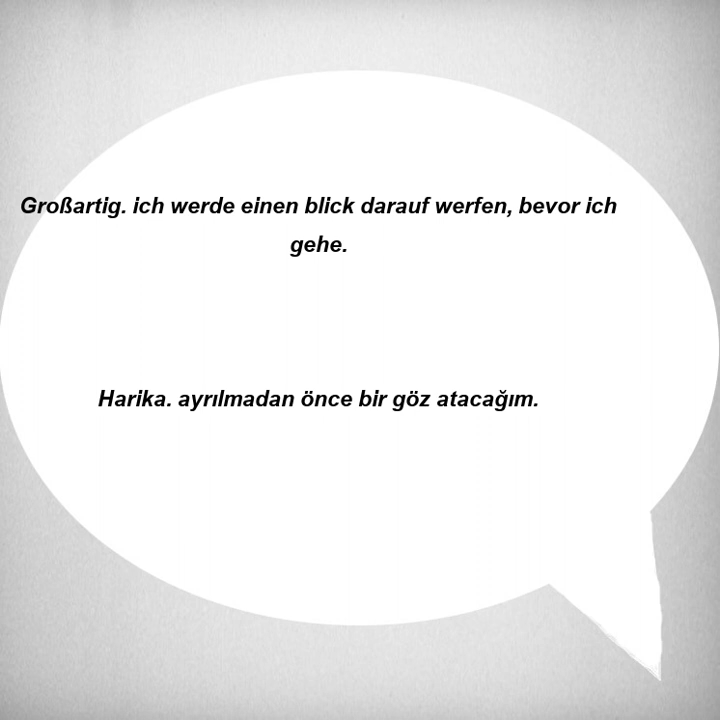 Großartig. ich werde einen blick darauf werfen, bevor ich
gehe.
Harika. ayrılmadan önce bir göz atacağım.